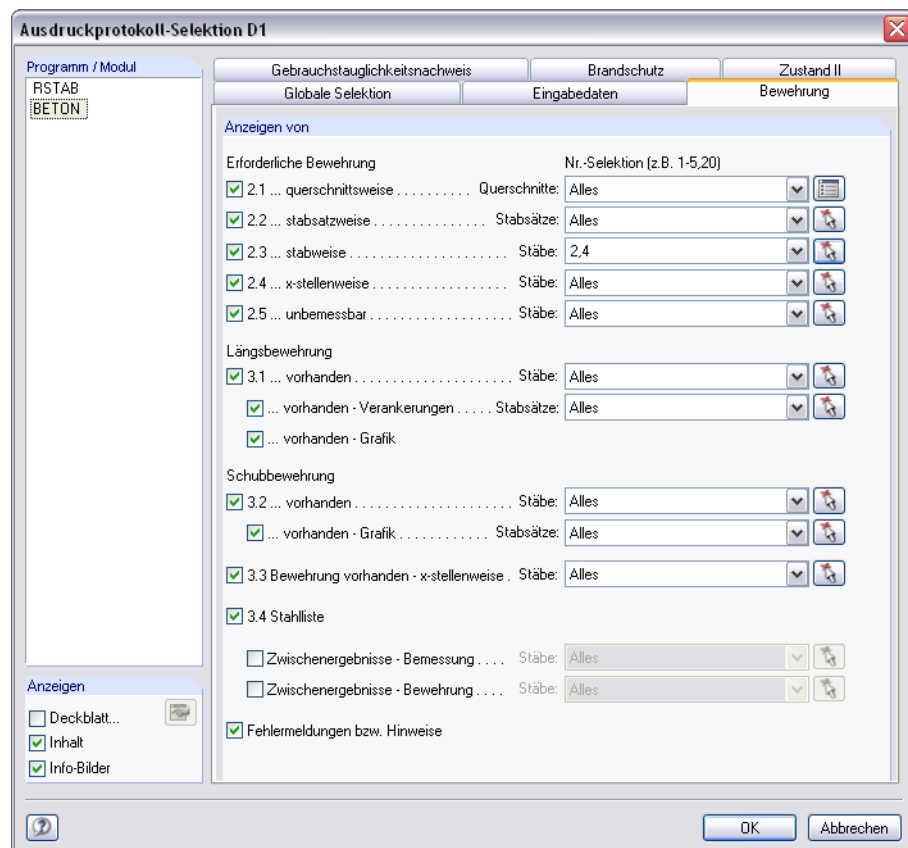 Ausdruckprotokoll-Selektion D1
Programm / Modul
RSTAB
BETON
Gebrauchstauglichkeitsnachweis Brandschutz Zustand II
Globale Selektion Eingabedaten Bewehrung
Anzeigen von
Erforderliche Bewehrung Nr.-Selektion (z.B. 1-5,20)
2.1 ... querschnittsweise . . . . . . . . . . Querschnitte: Alles
2.2 ... stabsatzweise . . . . . . . . . . . . . . . Stabsätze: Alles
2.3 ... stabweise . . . . . . . . . . . . . . . . . . . . . Stäbe: 2,4
2.4 ... x-stellenweise . . . . . . . . . . . . . . . . . . Stäbe: Alles
2.5 ... unbemessbar . . . . . . . . . . . . . . . . . . . Stäbe: Alles
Längsbewehrung
3.1 ... vorhanden . . . . . . . . . . . . . . . . . . . . . Stäbe: Alles
... vorhanden - Verankerungen . . . . . Stabsätze: Alles
... vorhanden - Grafik
Schubbewehrung
3.2 ... vorhanden . . . . . . . . . . . . . . . . . . . . . Stäbe: Alles
... vorhanden - Grafik . . . . . . . . . . . . Stabsätze: Alles
3.3 Bewehrung vorhanden - x-stellenweise . Stäbe: Alles
3.4 Stahlliste
Zwischenergebnisse - Bemessung . . . . Stäbe: Alles
Zwischenergebnisse - Bewehrung . . . . Stäbe: Alles
Fehlermeldungen bzw. Hinweise
Anzeigen
Deckblatt...
Inhalt
Info-Bilder
OK Abbrechen